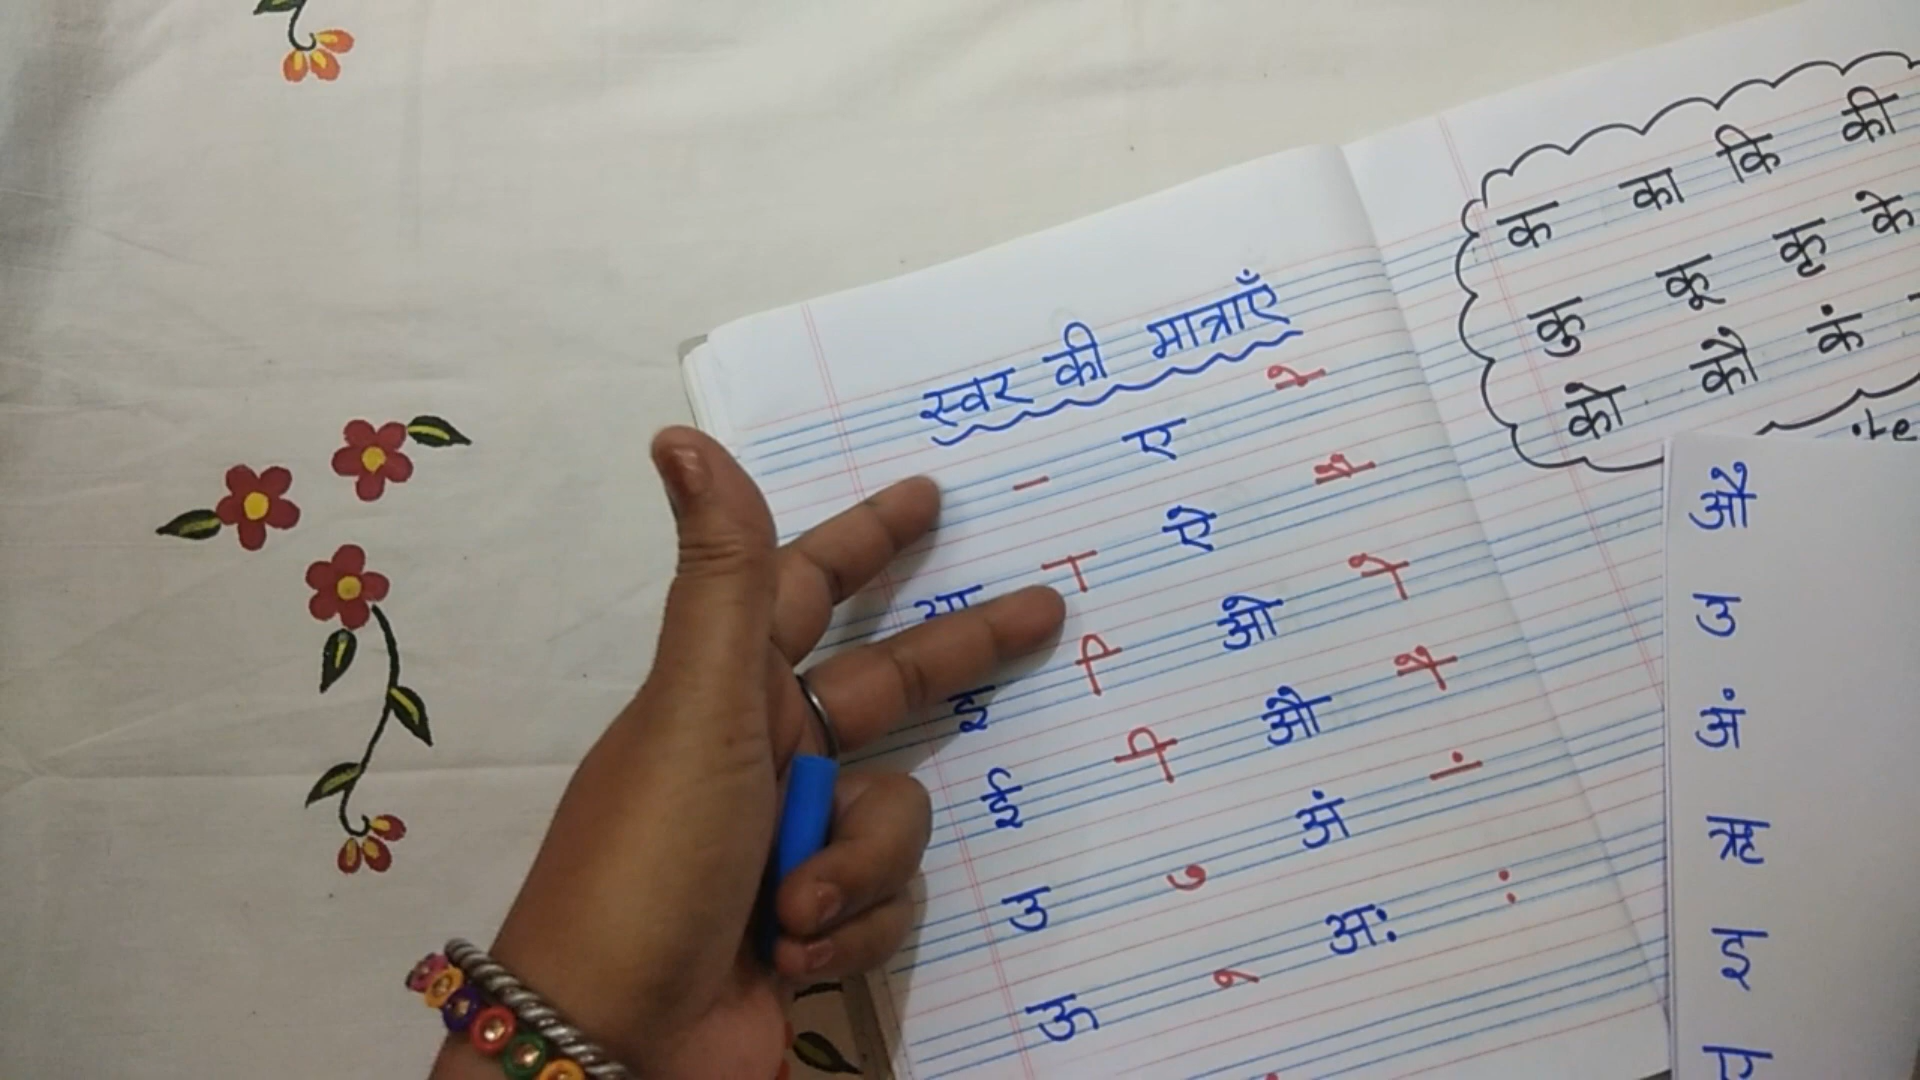 स्वर की मात्राएँ
- ए े
ा ऐ ै
इ ि ओ ो
ई ी औ ौ
उ ु अं ं
ऊ ू अः ः
क का कि की
कु कू कृ के
को कौ कं
औ
उ
अं
ऋ
इ